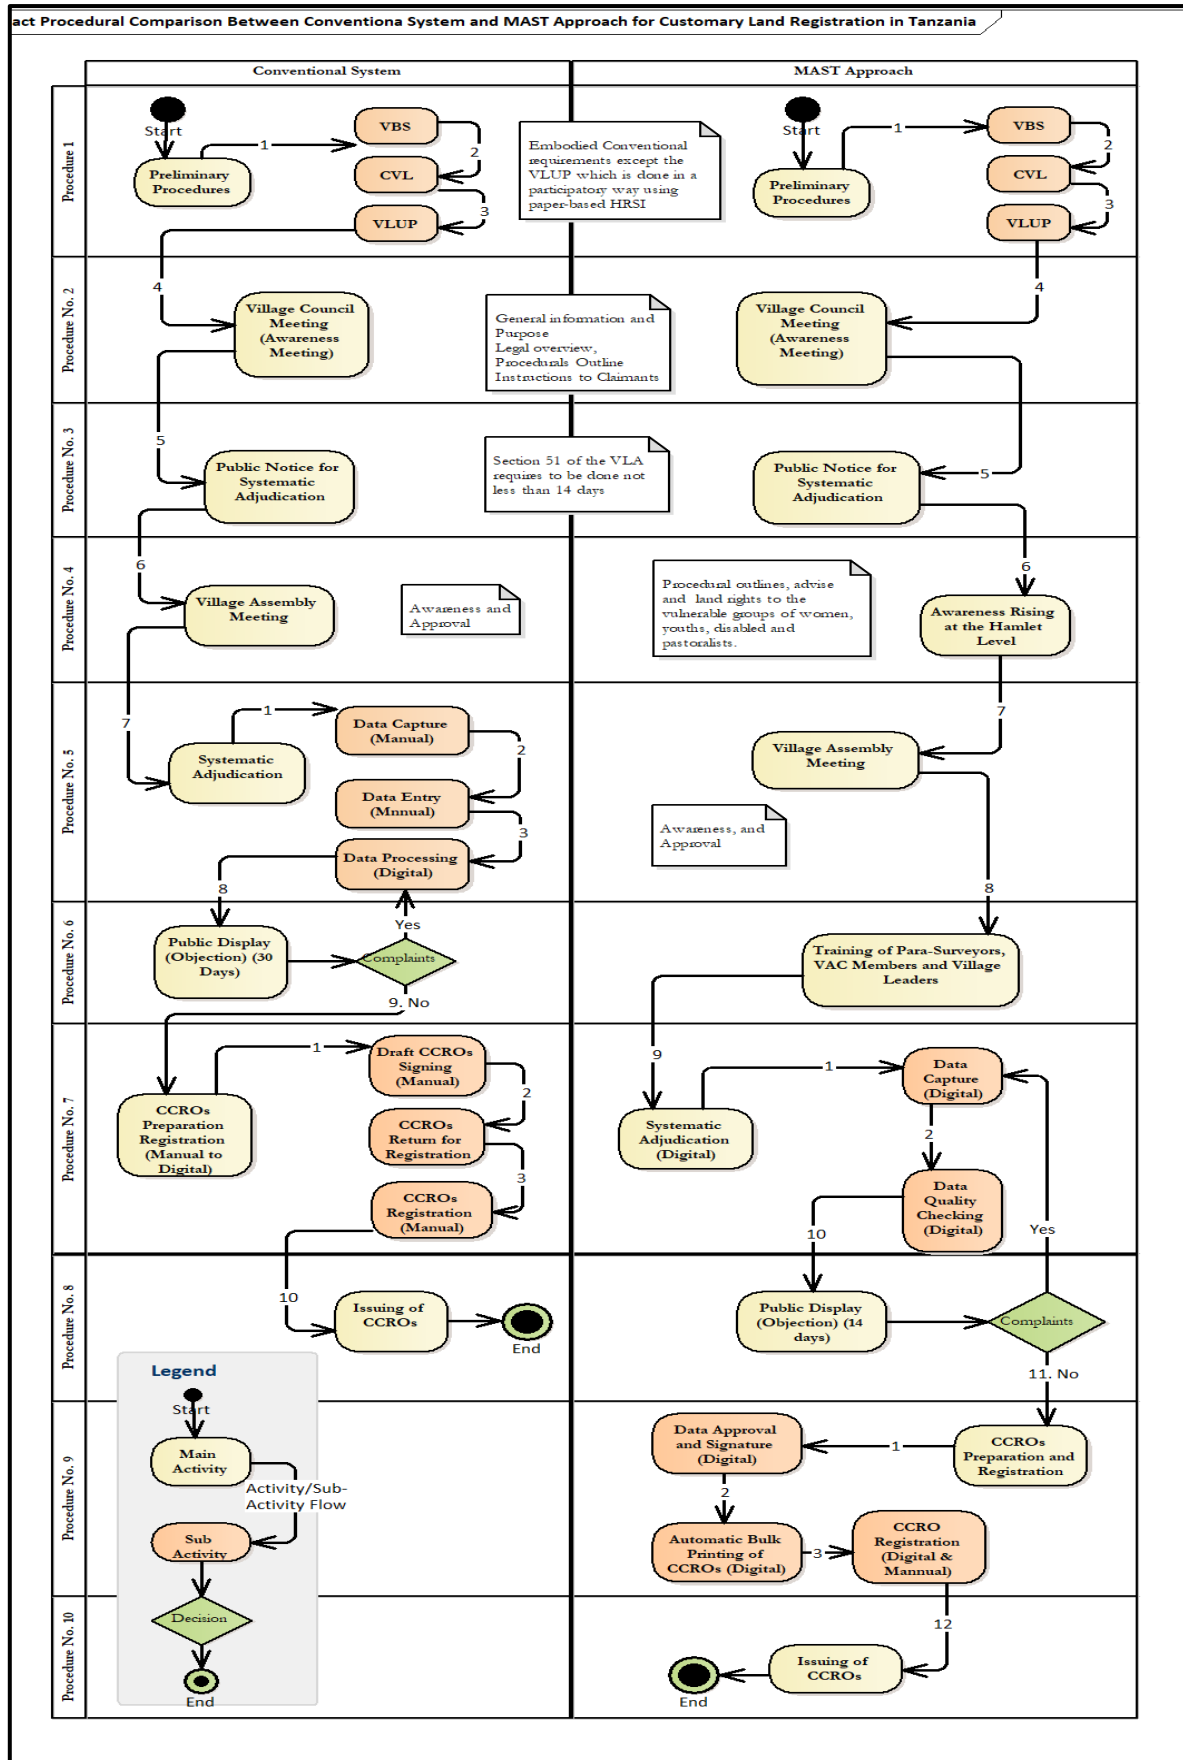 act Procedural Comparison Between Conventiona System and MAST Approach for Customary Land Registration in Tanzania
Conventional System
MAST Approach
Procedure 1
Start
1
VBS
2
Preliminary
Procedures
CVL
3
VLUP
Embodied Conventional
requirements except the
VLUP which is done in a
participatory way using
paper-based HRSI
Start
1
VBS
2
Preliminary
Procedures
CVL
3
VLUP
Procedure No. 2
4
Village Council
Meeting
(Awareness
Meeting)
General information and
Purpose
Legal overview,
Procedurals Outline
Instructions to Claimants
4
Village Council
Meeting
(Awareness
Meeting)
Procedure No. 3
5
Public Notice for
Systematic
Adjudication
Section 51 of the VLA
requires to be done not
less than 14 days
5
Public Notice for
Systematic
Adjudication
Procedure No. 4
6
Village Assembly
Meeting
Awareness and
Approval
Procedural outlines, advise
and land rights to the
vulnerable groups of women,
youths, disabled and
pastoralists.
6
Awareness Rising
at the Hamlet
Level
Procedure No. 5
7
1
Data Capture
(Manual)
2
Systematic
Adjudication
Data Entry
(Mnnual)
3
Data Processing
(Digital)
8
7
Village Assembly
Meeting
Awareness, and
Approval
8
Procedure No. 6
Public Display
(Objection) (30
Days)
Yes
Complaints
9. No
Training of Para-Surveyors,
VAC Members and Village
Leaders
Procedure No. 7
1
Draft CCROs
Signing
(Manual)
2
CCROs
Preparation
Registration
(Manual to
Digital)
CCROs
Return for
Registration
3
CCROs
Registration
(Manual)
9
1
Data
Capture
(Digital)
2
Systematic
Adjudication
(Digital)
Data
Quality
Checking
(Digital)
10
Yes
Procedure No. 8
10
Issuing of
CCROs
End
Public Display
(Objection) (14
days)
Complaints
11. No
Legend
Start
Main
Activity
Activity/Sub-
Activity Flow
Sub
Activity
Decision
End
Procedure No. 9
Data Approval
and Signature
(Digital)
1
CCROs
Preparation and
Registration
2
Automatic Bulk
Printing of
CCROs (Digital)
3
CCRO
Registration
(Digital &
Mannual)
Procedure No. 10
12
Issuing of
CCROs
End